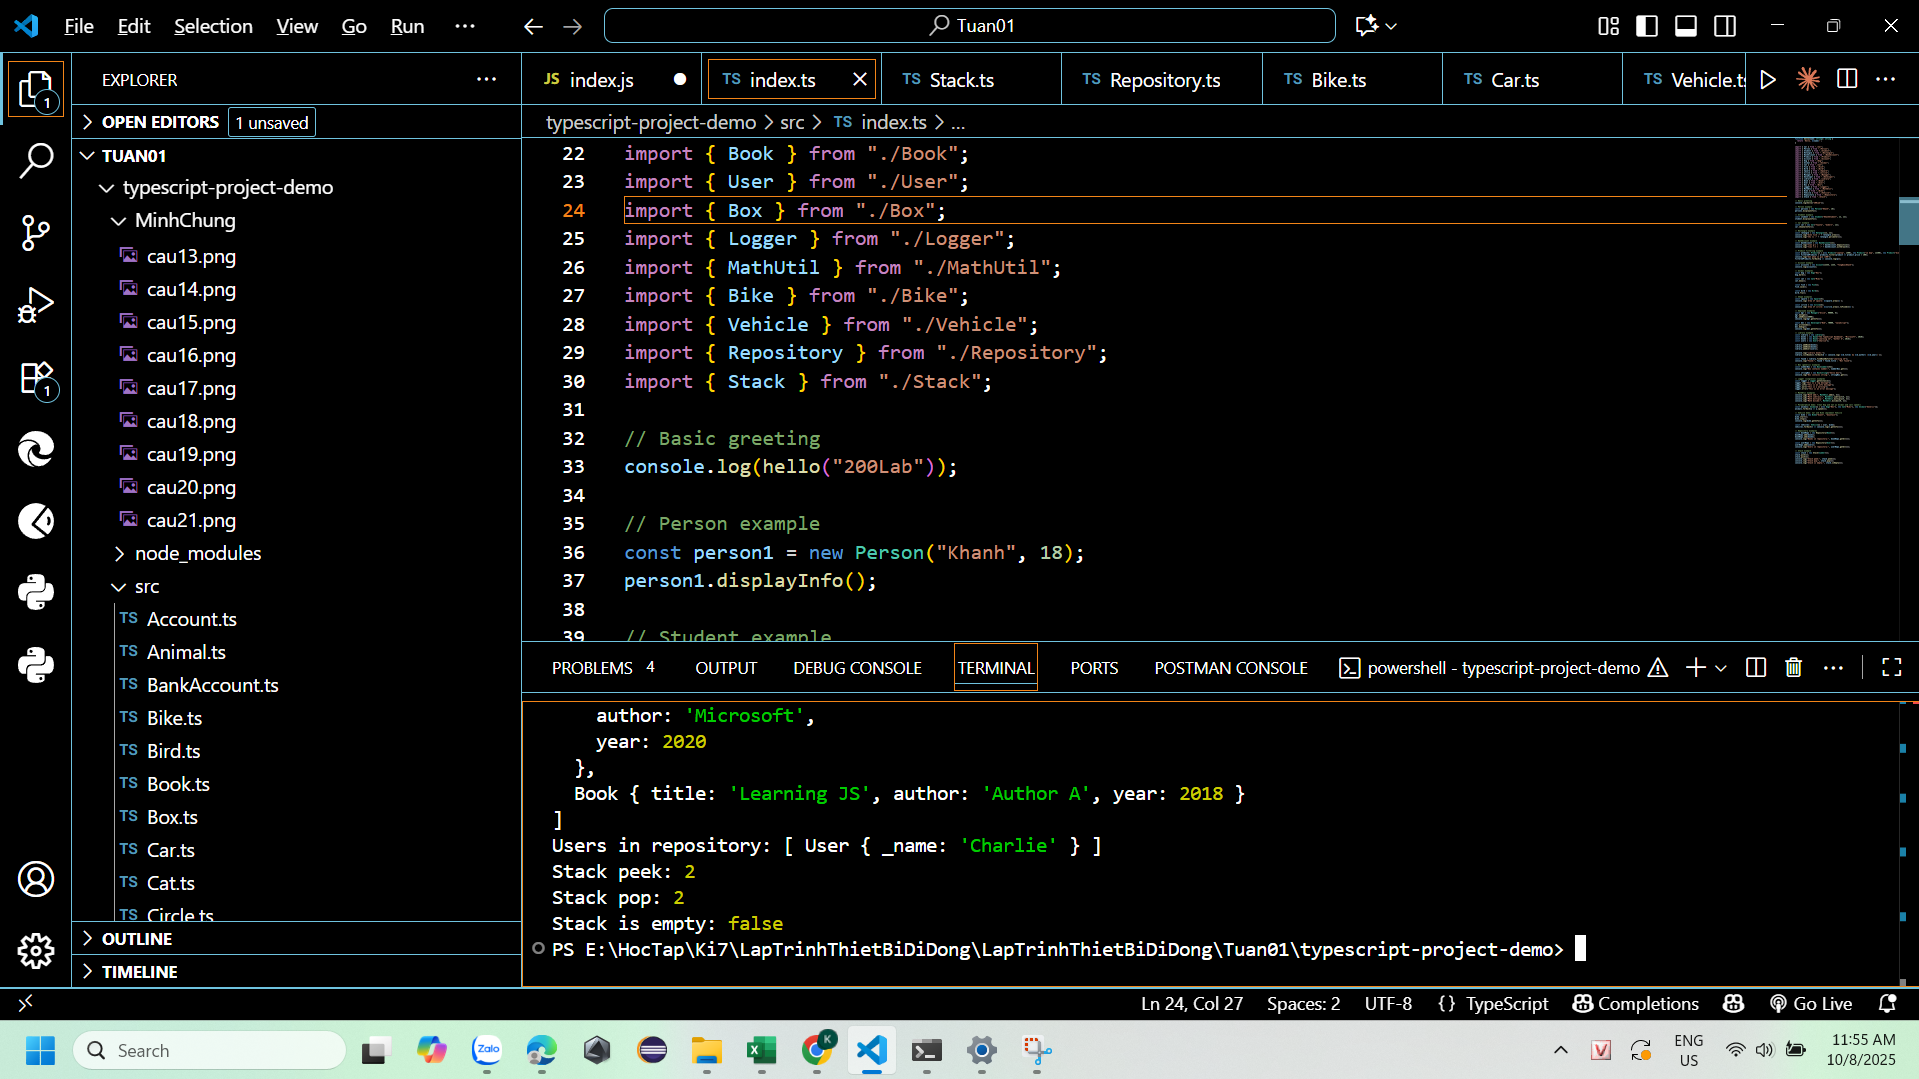 File Edit Selection View Go Run
Tuan01
EXPLORER
OPEN EDITORS 1 unsaved
TUAN01
typescript-project-demo
MinhChung
cau13.png
cau14.png
cau15.png
cau16.png
cau17.png
cau18.png
cau19.png
cau20.png
cau21.png
node_modules
src
TS Account.ts
TS Animal.ts
TS BankAccount.ts
TS Bike.ts
TS Bird.ts
TS Book.ts
TS Box.ts
TS Car.ts
TS Cat.ts
TS Circle.ts
OUTLINE
TIMELINE
1
1
JS index.js
TS index.ts
TS Stack.ts
TS Repository.ts
TS Bike.ts
TS Car.ts
TS Vehicle.ts
typescript-project-demo > src > TS index.ts > ...
22 import { Book } from "./Book";
23 import { User } from "./User";
24 import { Box } from "./Box";
25 import { Logger } from "./Logger";
26 import { MathUtil } from "./MathUtil";
27 import { Bike } from "./Bike";
28 import { Vehicle } from "./Vehicle";
29 import { Repository } from "./Repository";
30 import { Stack } from "./Stack";
31
32 // Basic greeting
33 console.log(hello("200Lab"));
34
35 // Person example
36 const person1 = new Person("Khanh", 18);
37 person1.displayInfo();
38
39 // Student example
PROBLEMS 4 OUTPUT DEBUG CONSOLE TERMINAL PORTS POSTMAN CONSOLE powershell - typescript-project-demo
author: 'Microsoft',
year: 2020
},
Book { title: 'Learning JS', author: 'Author A', year: 2018 }
]
Users in repository: [ User { _name: 'Charlie' } ]
Stack peek: 2
Stack pop: 2
Stack is empty: false
PS E:\HocTap\Ki7\LapTrinhThietBiDiDong\LapTrinhThietBiDiDong\Tuan01\typescript-project-demo>
Ln 24, Col 27 Spaces: 2 UTF-8 {} TypeScript Completions Go Live
Search
Zalo
K
V
ENG
US
11:55 AM
10/8/2025